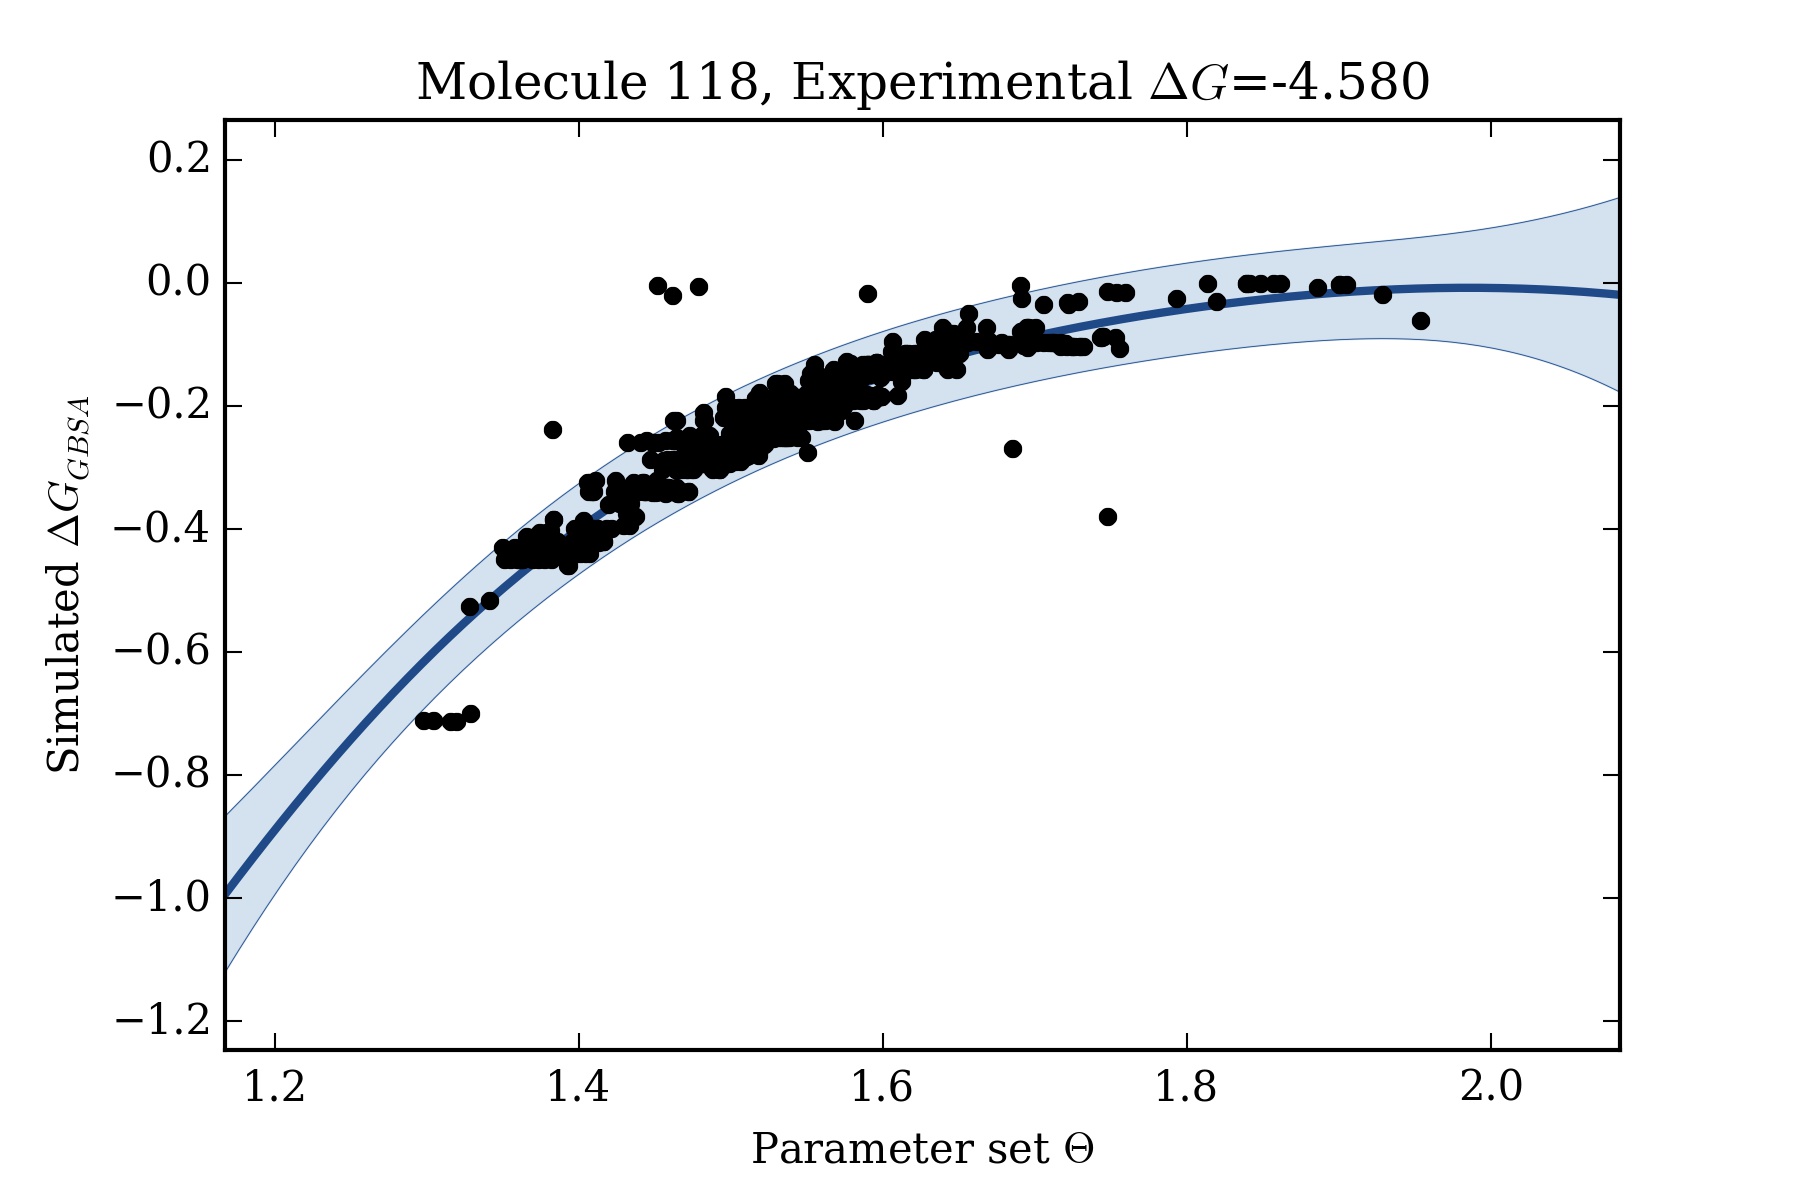 Molecule 118, Experimental ΔG=-4.580
0.2
0.0
−0.2
−0.4
−0.6
−0.8
−1.0
−1.2
Simulated ΔG_GBSA
1.2 1.4 1.6 1.8 2.0
Parameter set Θ